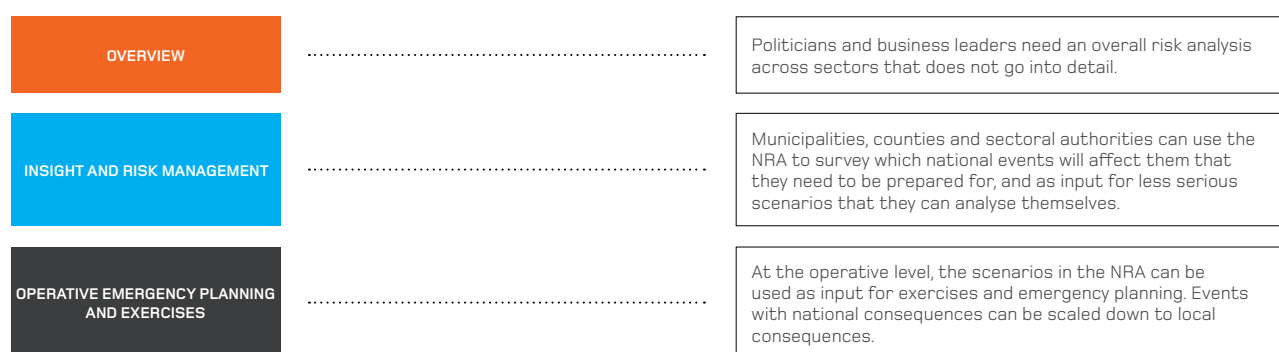 OVERVIEW
Politicians and business leaders need an overall risk analysis
across sectors that does not go into detail.
INSIGHT AND RISK MANAGEMENT
Municipalities, counties and sectoral authorities can use the
NRA to survey which national events will affect them that
they need to be prepared for, and as input for less serious
scenarios that they can analyse themselves.
OPERATIVE EMERGENCY PLANNING
AND EXERCISES
At the operative level, the scenarios in the NRA can be
used as input for exercises and emergency planning. Events
with national consequences can be scaled down to local
consequences.